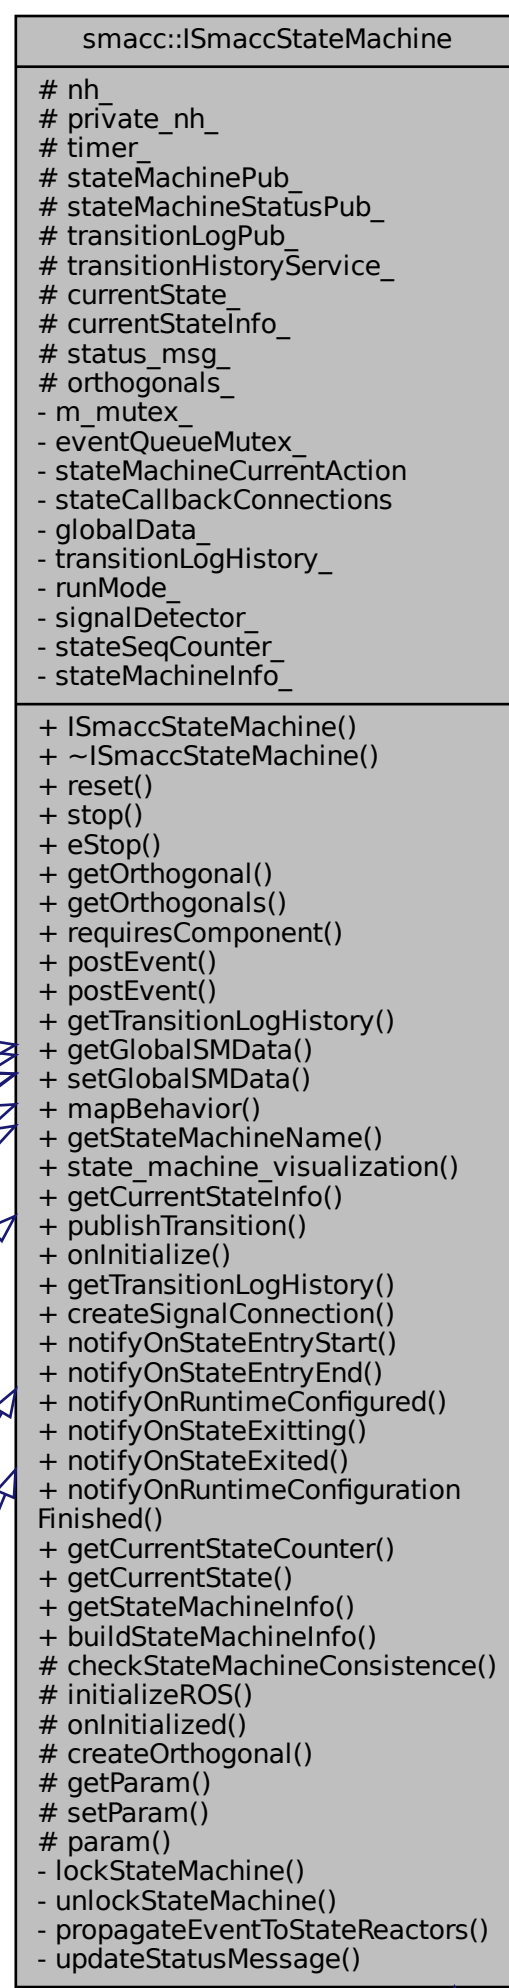 smacc::ISmaccStateMachine
# nh_
# private_nh_
# timer_
# stateMachinePub_
# stateMachineStatusPub_
# transitionLogPub_
# transitionHistoryService_
# currentState_
# currentStateInfo_
# status_msg_
# orthogonals_
- m_mutex_
- eventQueueMutex_
- stateMachineCurrentAction
- stateCallbackConnections
- globalData_
- transitionLogHistory_
- runMode_
- signalDetector_
- stateSeqCounter_
- stateMachineInfo_
+ ISmaccStateMachine()
+ ~ISmaccStateMachine()
+ reset()
+ stop()
+ eStop()
+ getOrthogonal()
+ getOrthogonals()
+ requiresComponent()
+ postEvent()
+ postEvent()
+ getTransitionLogHistory()
+ getGlobalSMData()
+ setGlobalSMData()
+ mapBehavior()
+ getStateMachineName()
+ state_machine_visualization()
+ getCurrentStateInfo()
+ publishTransition()
+ onInitialize()
+ getTransitionLogHistory()
+ createSignalConnection()
+ notifyOnStateEntryStart()
+ notifyOnStateEntryEnd()
+ notifyOnRuntimeConfigured()
+ notifyOnStateExitting()
+ notifyOnStateExited()
+ notifyOnRuntimeConfiguration
Finished()
+ getCurrentStateCounter()
+ getCurrentState()
+ getStateMachineInfo()
+ buildStateMachineInfo()
# checkStateMachineConsistence()
# initializeROS()
# onInitialized()
# createOrthogonal()
# getParam()
# setParam()
# param()
- lockStateMachine()
- unlockStateMachine()
- propagateEventToStateReactors()
- updateStatusMessage()